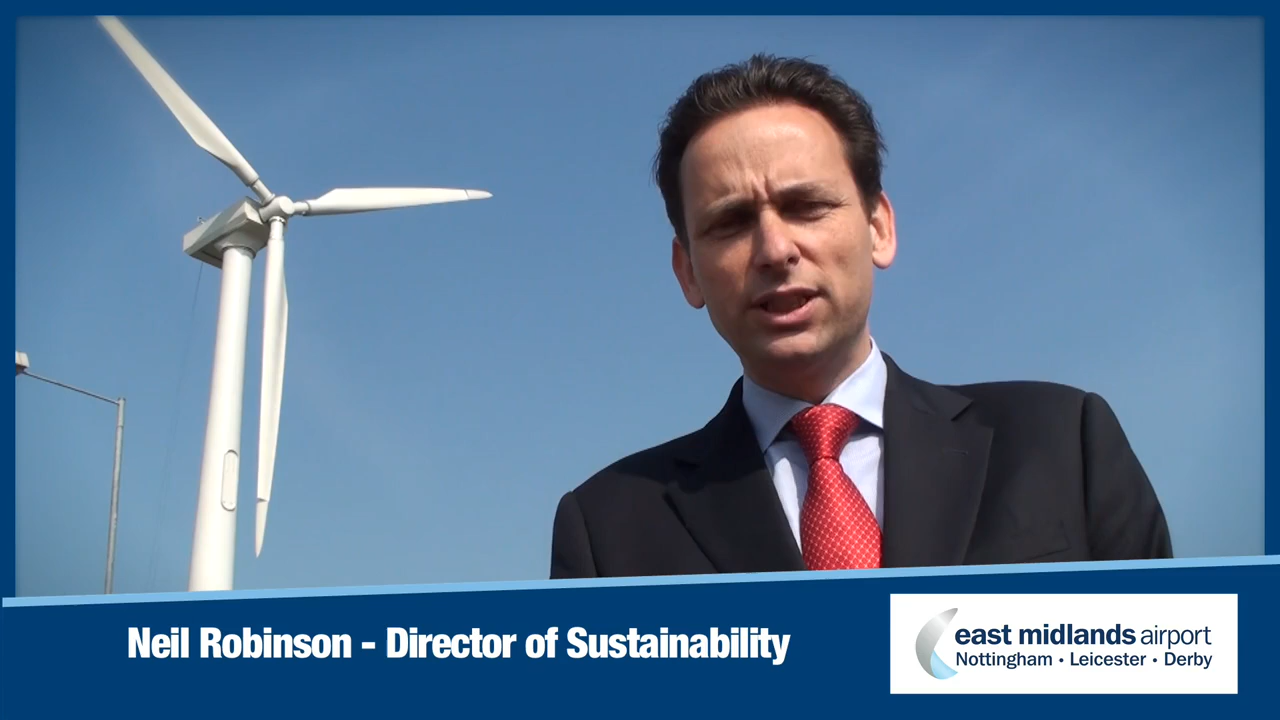 Neil Robinson - Director of Sustainability
east midlands airport
Nottingham · Leicester · Derby